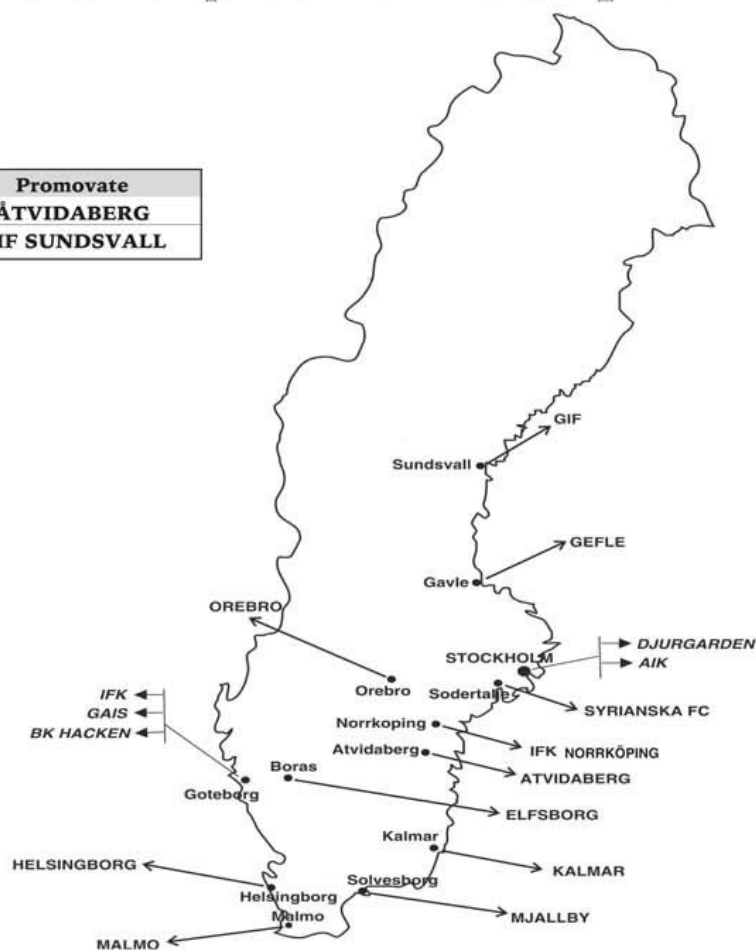 Promovate
ÅTVIDABERG
IF SUNDSVALL
GIF
Sundsvall
GEFLE
Gavle
OREBRO
DJURGARDEN
STOCKHOLM
AIK
Orebro
Sodertalje
IFK
GAIS
BK HACKEN
SYRIANSKA FC
Norrkoping
IFK NORRKÖPING
Atvidaberg
ATVIDABERG
Boras
Goteborg
ELFSBORG
Kalmar
KALMAR
HELSINGBORG
Solvesborg
Helsingborg
MJALLBY
Malmo
MALMO